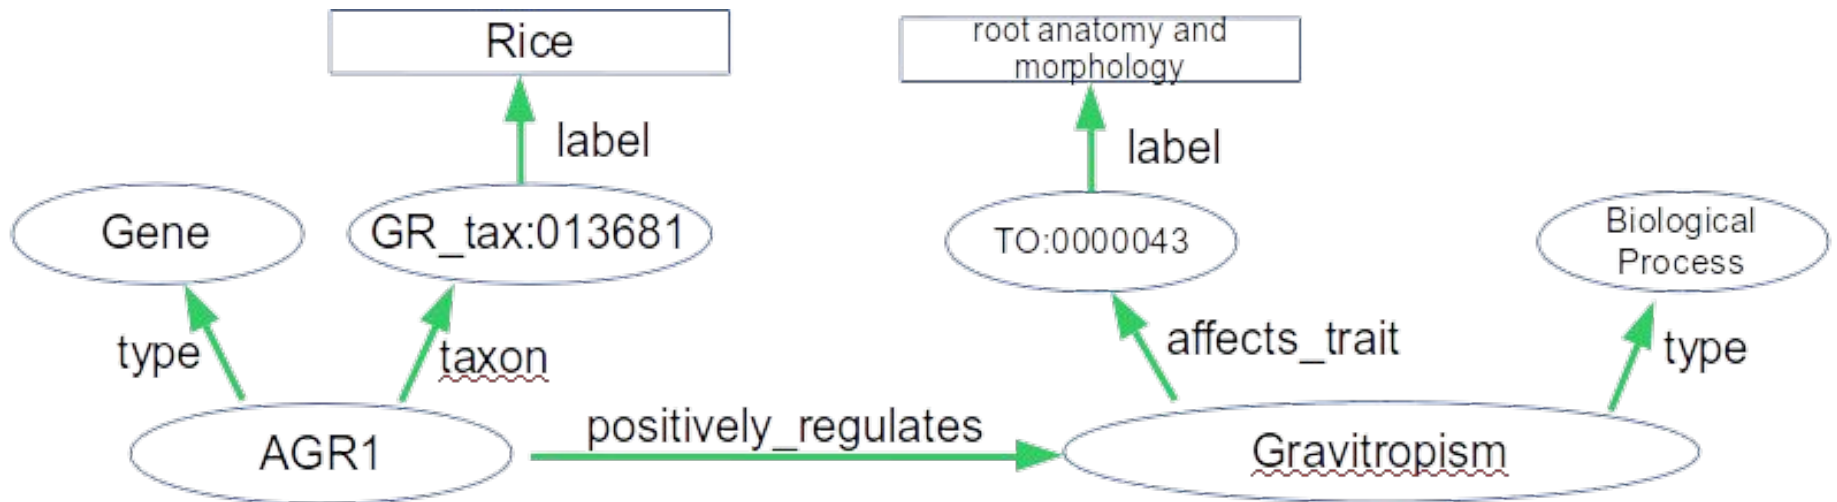 Rice
root anatomy and
morphology
label
label
Gene
GR_tax:013681
TO:0000043
Biological
Process
type
taxon
affects_trait
type
AGR1
positively_regulates
Gravitropism